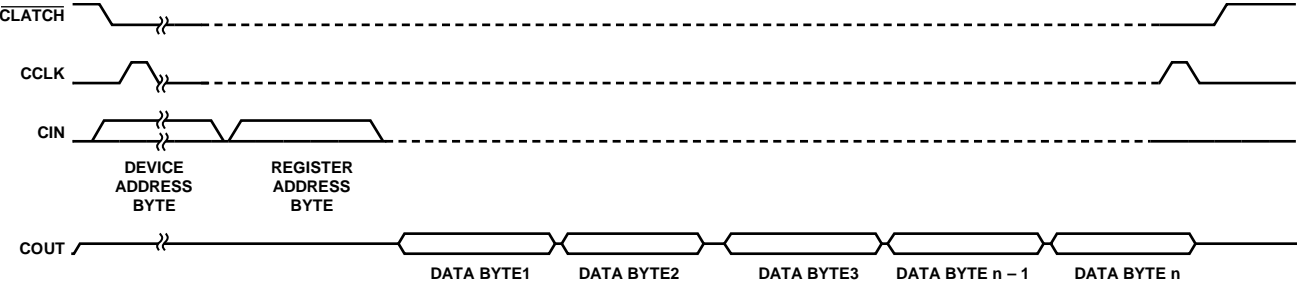 CLATCH
CCLK
CIN
DEVICE
ADDRESS
BYTE
REGISTER
ADDRESS
BYTE
COUT
DATA BYTE1
DATA BYTE2
DATA BYTE3
DATA BYTE n – 1
DATA BYTE n